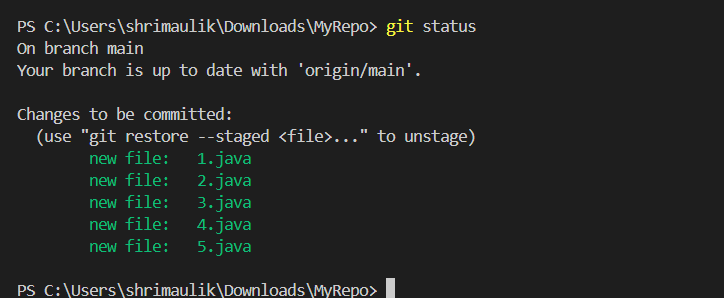 PS C:\Users\shrimaulik\Downloads\MyRepo> git status
On branch main
Your branch is up to date with 'origin/main'.
Changes to be committed:
  (use "git restore --staged <file>..." to unstage)
        new file:   1.java
        new file:   2.java
        new file:   3.java
        new file:   4.java
        new file:   5.java
PS C:\Users\shrimaulik\Downloads\MyRepo>